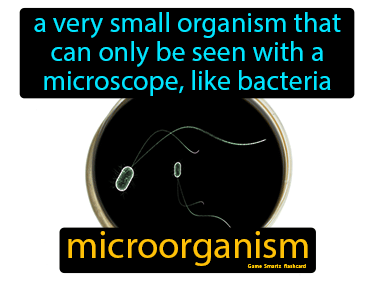 a very small organism that
can only be seen with a
microscope, like bacteria
microorganism
Game Smartz flashcard